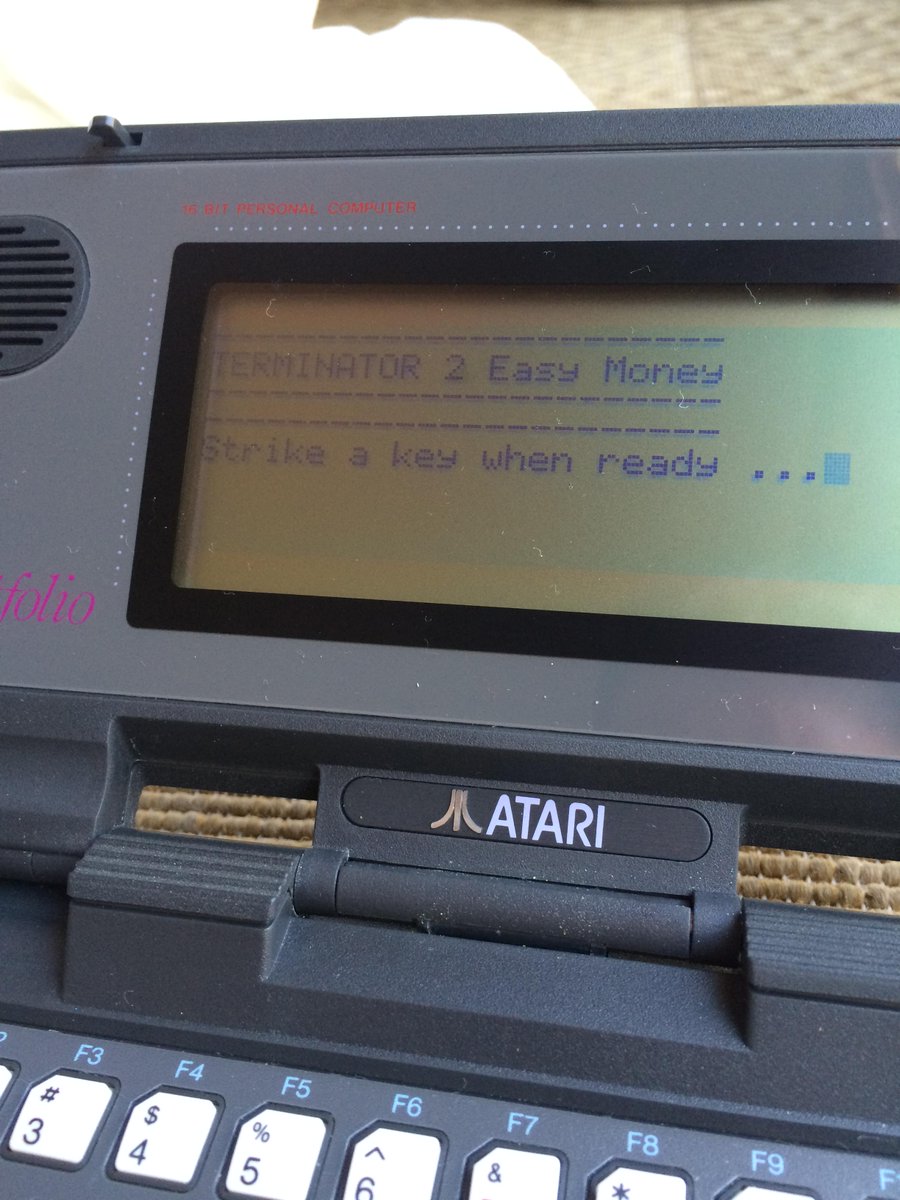 16 BIT PERSONAL COMPUTER
TERMINATOR 2 Easy Money
Strike a key when ready ...
folio
ATARI
F3 F4 F5 F6 F7 F8 F9
# $ % ^ & *
3 4 5 6